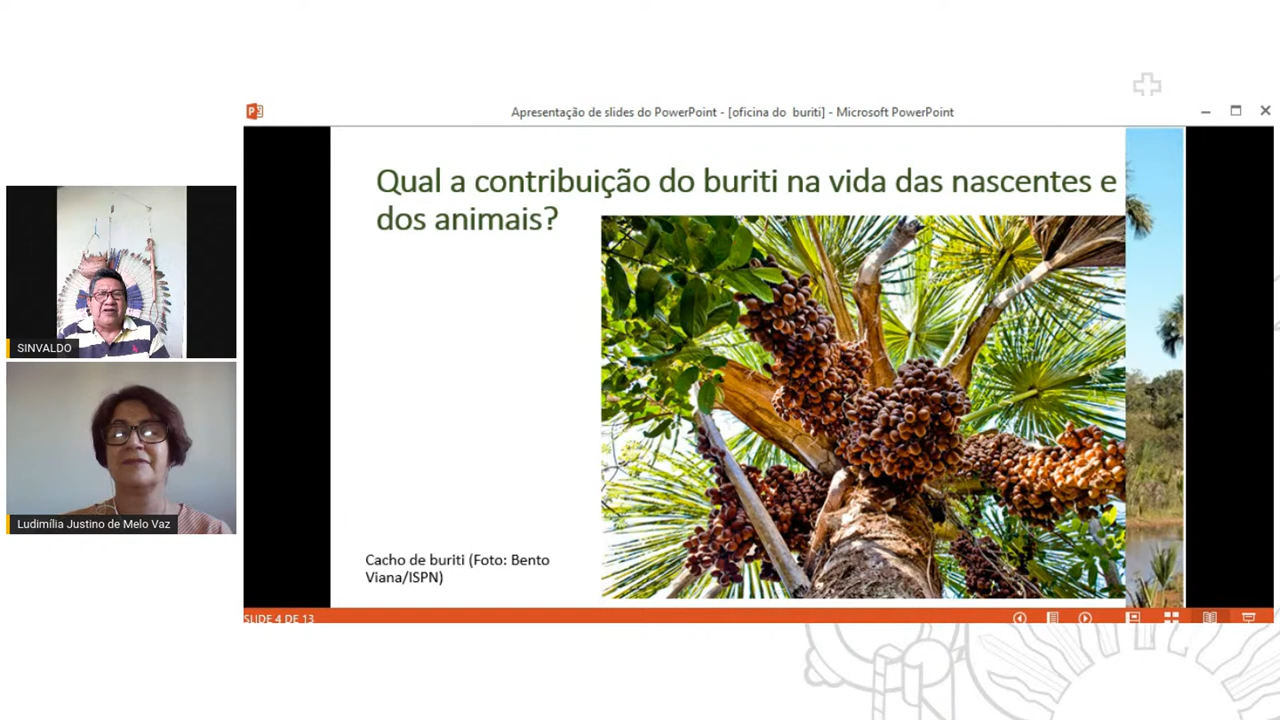 Apresentação de slides do PowerPoint - [oficina do buriti] - Microsoft PowerPoint
Qual a contribuição do buriti na vida das nascentes e
dos animais?
SINVALDO
Ludimília Justino de Melo Vaz
Cacho de buriti (Foto: Bento
Viana/ISPN)
SLIDE 4 DE 13